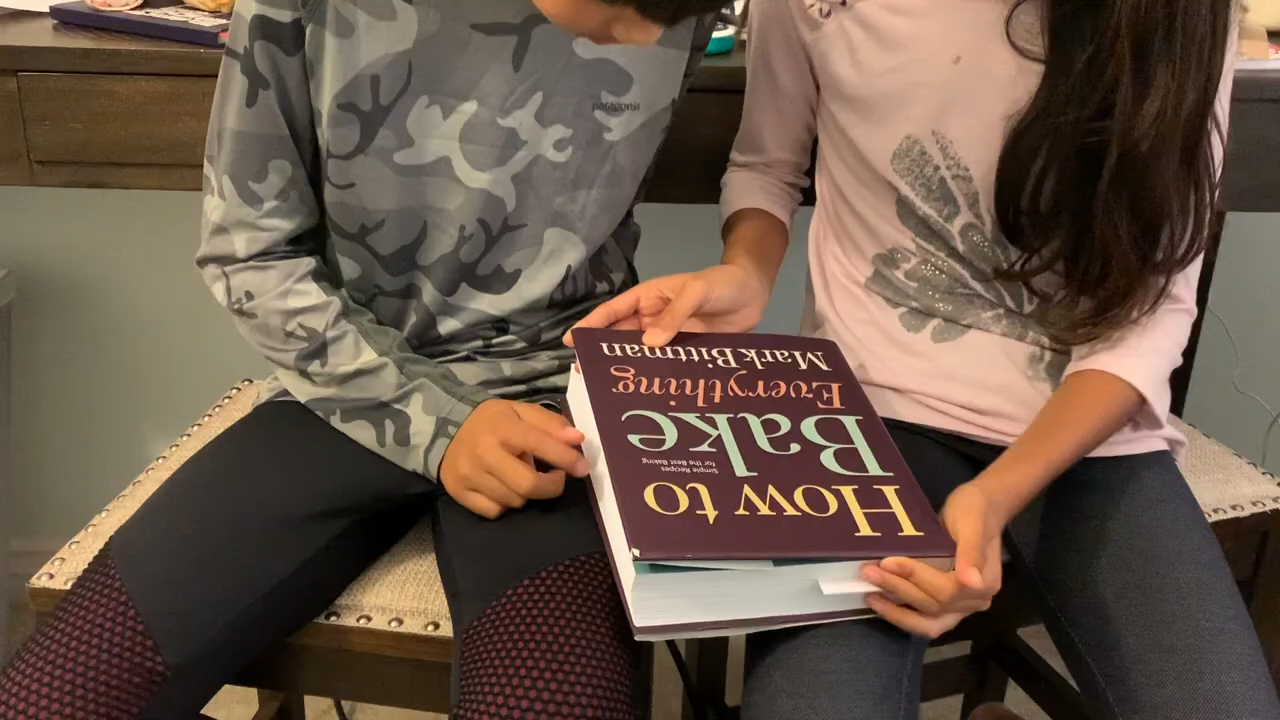 How to
Bake
Simple Recipes
for the Best Baking
Everything
Mark Bittman
patagonia